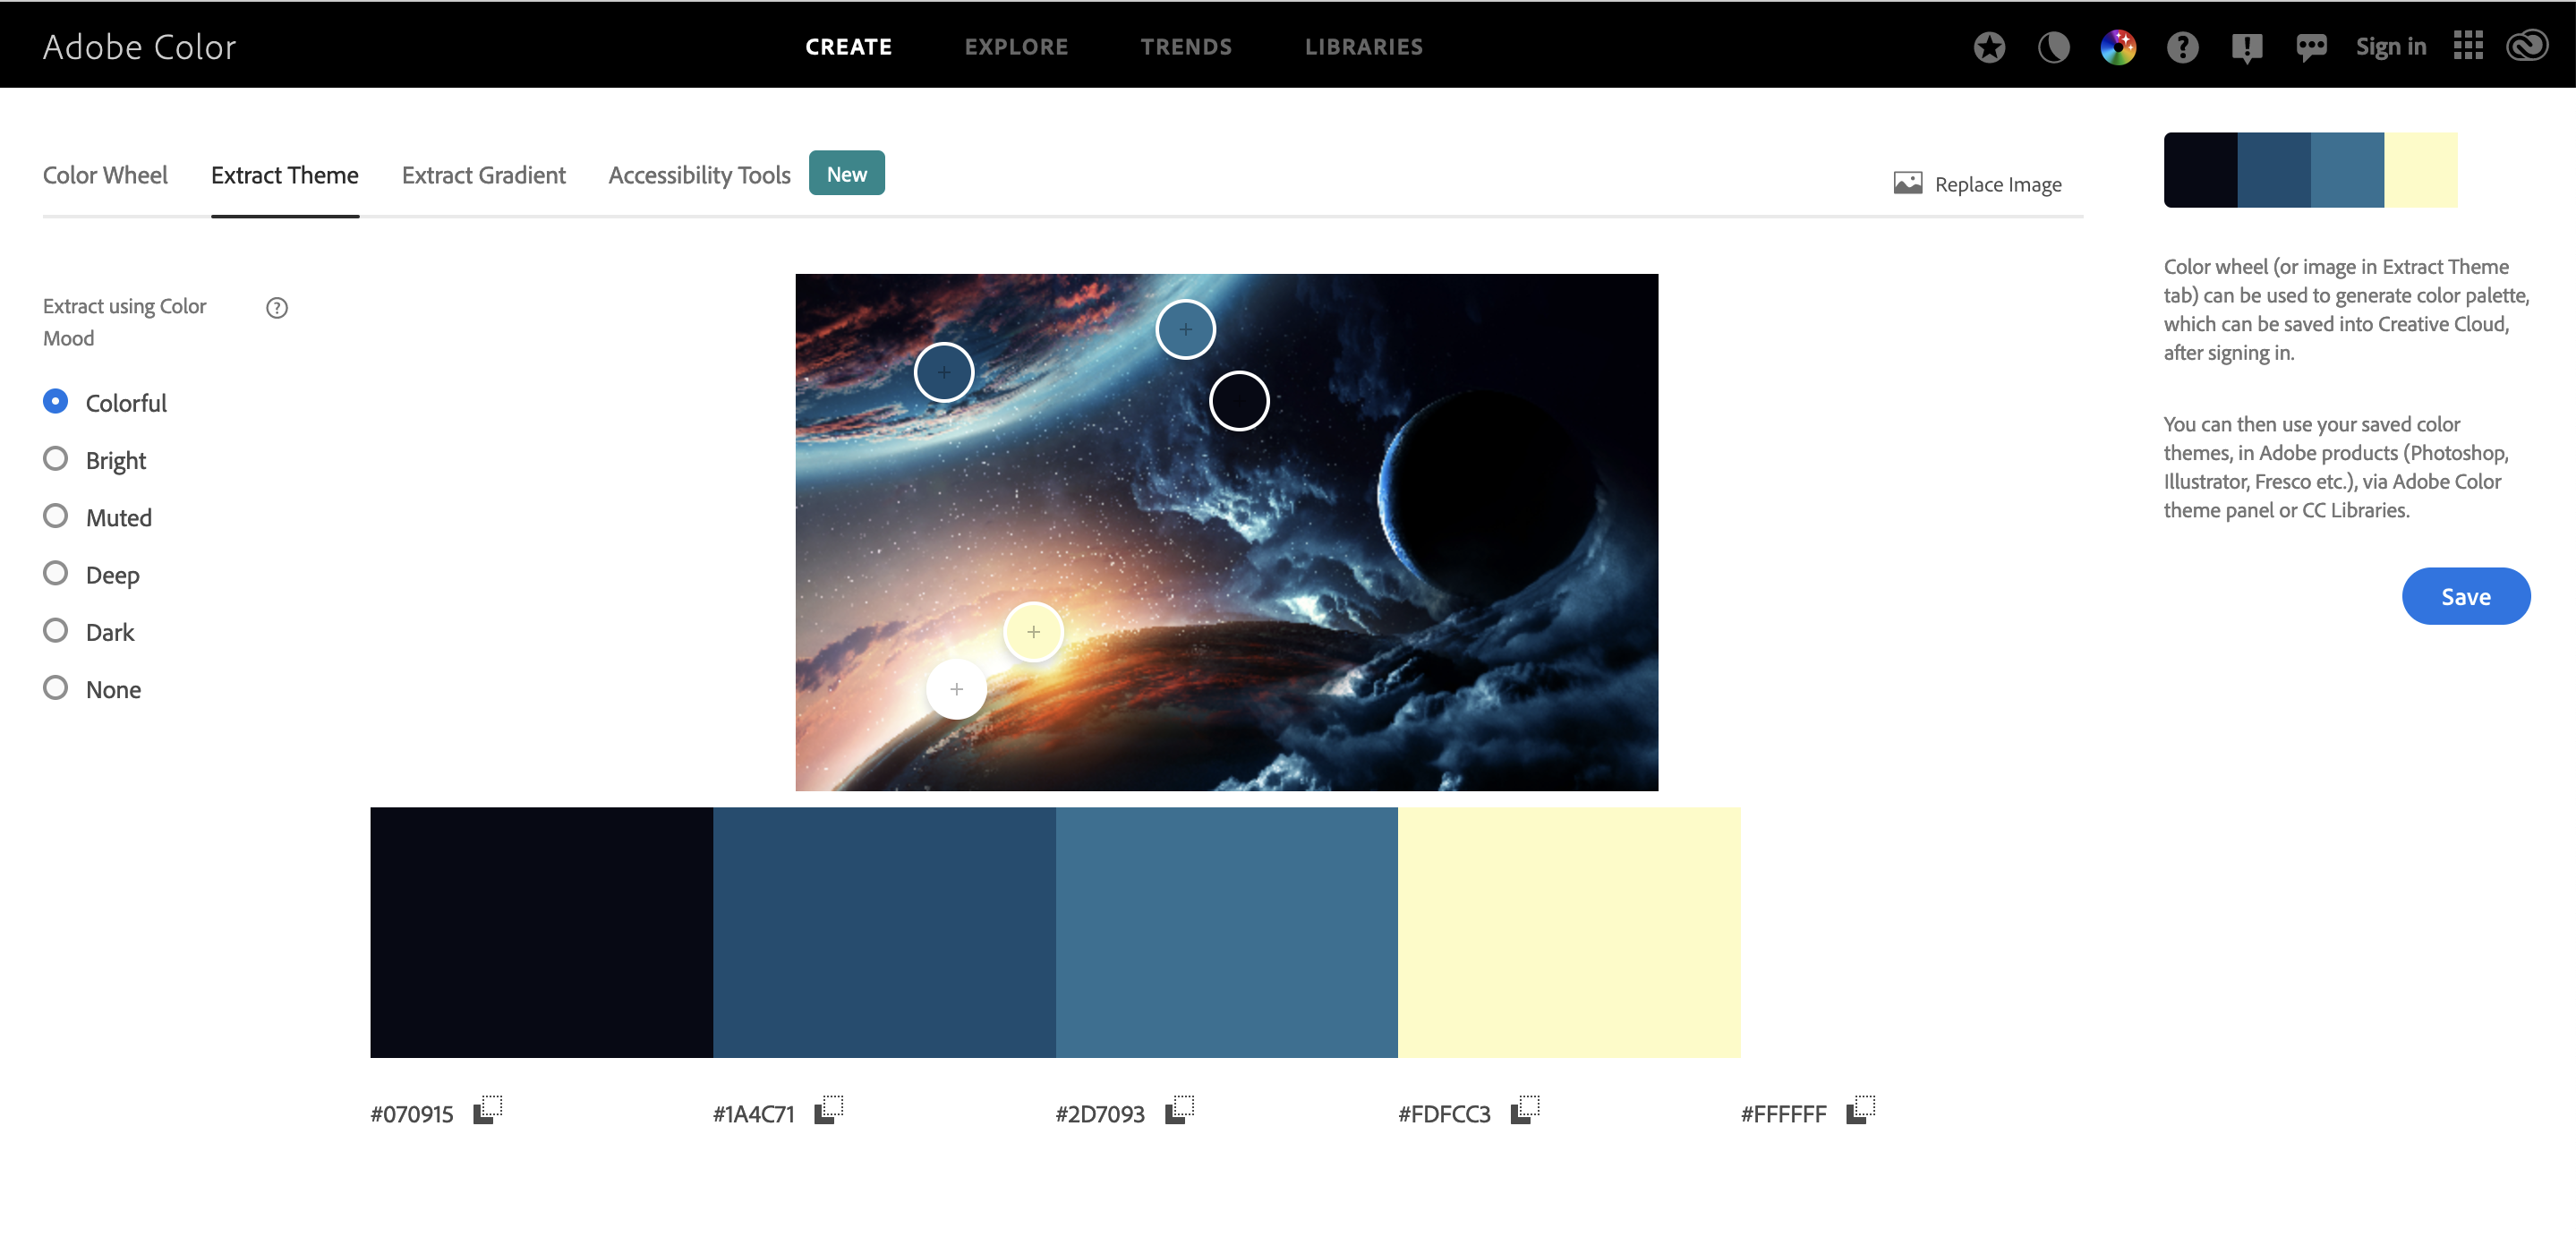 Adobe Color
CREATE EXPLORE TRENDS LIBRARIES
Sign in
Color Wheel Extract Theme Extract Gradient Accessibility Tools New
Replace Image
Extract using Color
Mood
Colorful
Bright
Muted
Deep
Dark
None
Color wheel (or image in Extract Theme
tab) can be used to generate color palette,
which can be saved into Creative Cloud,
after signing in.
You can then use your saved color
themes, in Adobe products (Photoshop,
Illustrator, Fresco etc.), via Adobe Color
theme panel or CC Libraries.
Save
#070915 #1A4C71 #2D7093 #FDFCC3 #FFFFFF